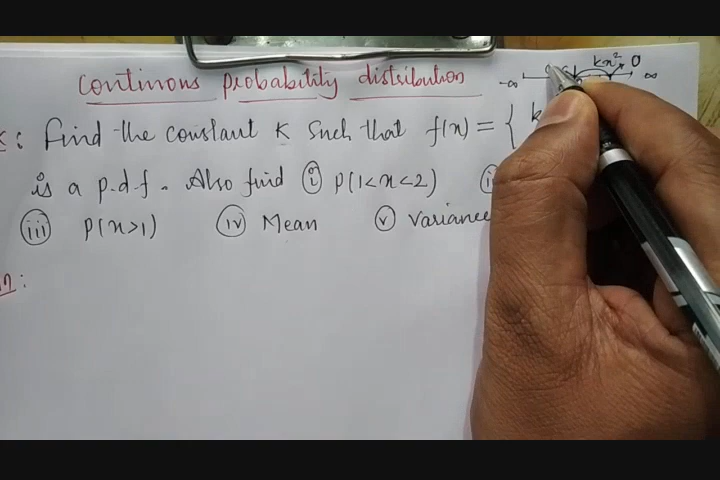 kx² 0
-∞ ∞
Continous probability distribution
Find the constant K Such that f(x) = { k
is a p.d.f. Also find (i) P(1<x<2) (i
(iii) P(x>1) (iv) Mean (v) Variance
: